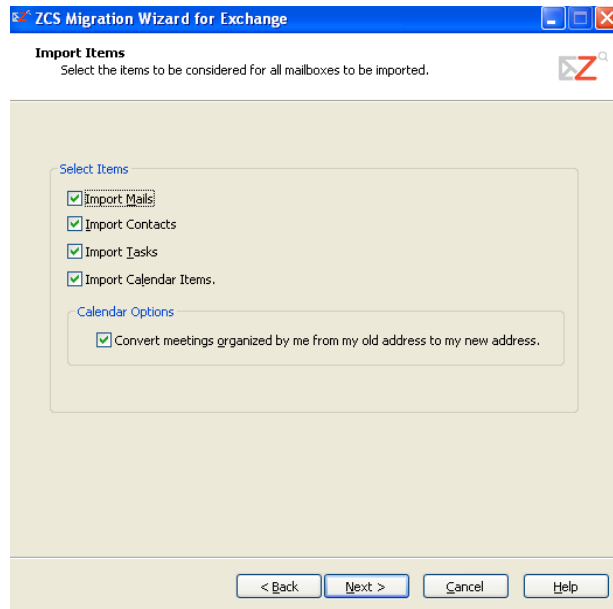 ZCS Migration Wizard for Exchange
Import Items
Select the items to be considered for all mailboxes to be imported.
Select Items
Import Mails
Import Contacts
Import Tasks
Import Calendar Items.
Calendar Options
Convert meetings organized by me from my old address to my new address.
< Back Next > Cancel Help